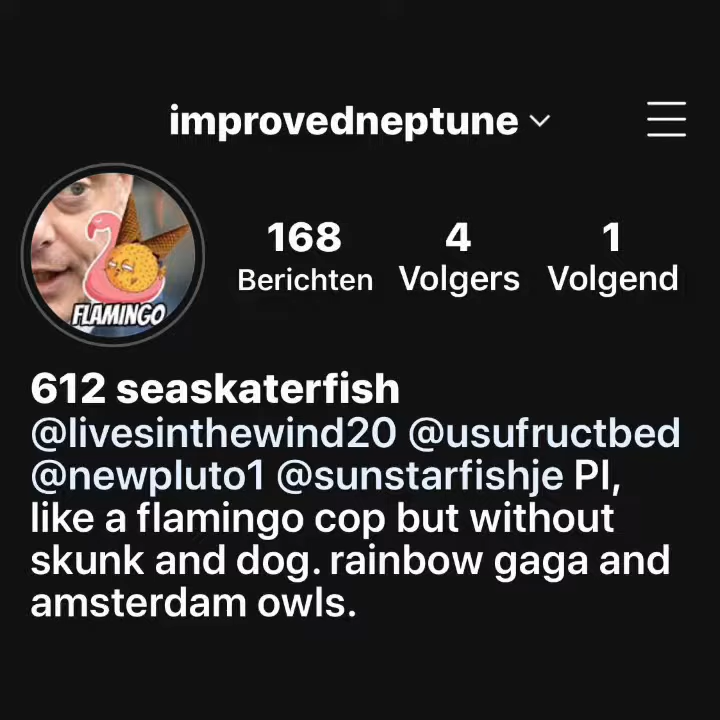 improvedneptune
168 4 1
Berichten Volgers Volgend
FLAMINGO
612 seaskaterfish
@livesinthewind20 @usufructbed
@newpluto1 @sunstarfishje PI,
like a flamingo cop but without
skunk and dog. rainbow gaga and
amsterdam owls.